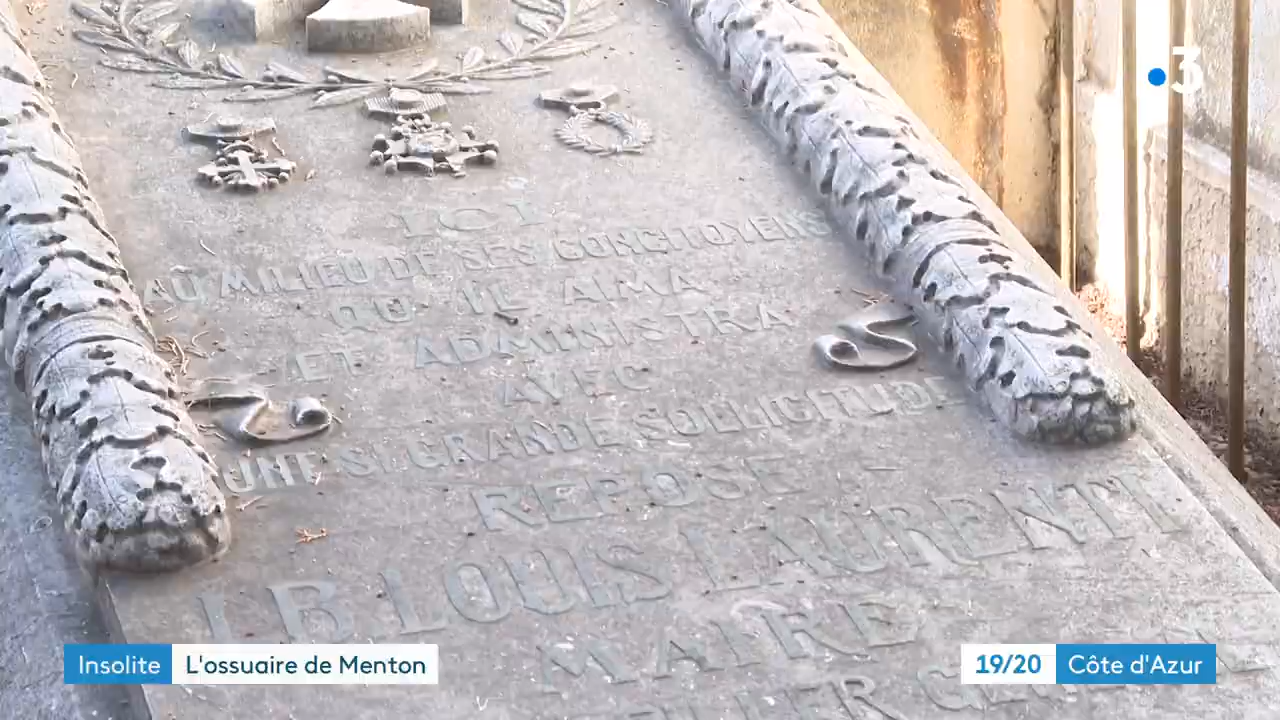 3
ICI
AU MILIEU DE SES CONCITOYENS
QU'IL AIMA
ET ADMINISTRA
AVEC
UNE SI GRANDE SOLLICITUDE
REPOSE
J.B. LOUIS LAURENTI
MAIRE
Insolite L'ossuaire de Menton
19/20 Côte d'Azur